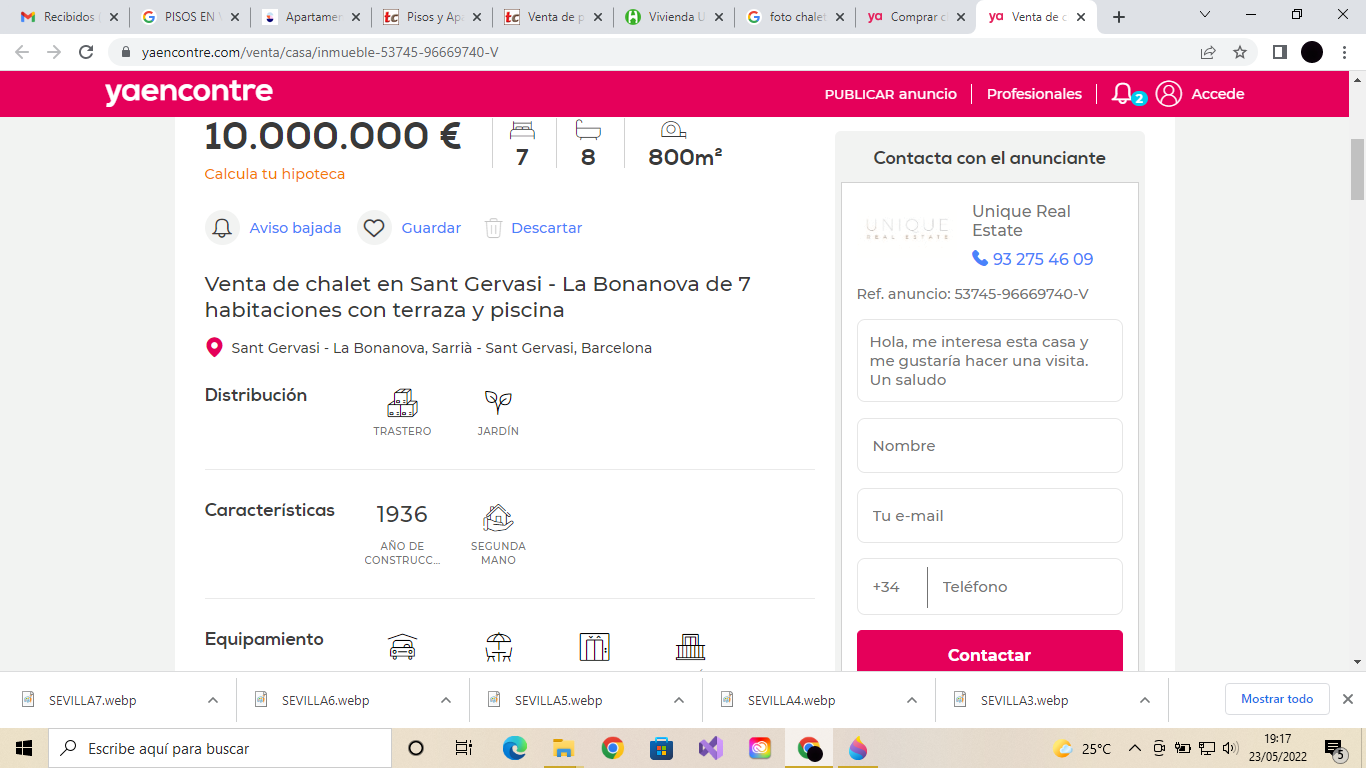 Recibidos (
PISOS EN V
Apartamen
Pisos y Apa
Venta de p
Vivienda U
foto chalet
Comprar c
Venta de c
yaencontre.com/venta/casa/inmueble-53745-96669740-V
yaencontre
PUBLICAR anuncio
Profesionales
2
Accede
10.000.000 €
7
8
800m²
Calcula tu hipoteca
Aviso bajada
Guardar
Descartar
Venta de chalet en Sant Gervasi - La Bonanova de 7
habitaciones con terraza y piscina
Sant Gervasi - La Bonanova, Sarrià - Sant Gervasi, Barcelona
Distribución
TRASTERO
JARDÍN
Características
1936
AÑO DE
CONSTRUCC...
SEGUNDA
MANO
Equipamiento
Contacta con el anunciante
UNIQUE
REAL ESTATE
Unique Real
Estate
93 275 46 09
Ref. anuncio: 53745-96669740-V
Hola, me interesa esta casa y
me gustaría hacer una visita.
Un saludo
Nombre
Tu e-mail
+34
Teléfono
Contactar
SEVILLA7.webp
SEVILLA6.webp
SEVILLA5.webp
SEVILLA4.webp
SEVILLA3.webp
Mostrar todo
Escribe aquí para buscar
25°C
19:17
23/05/2022
5